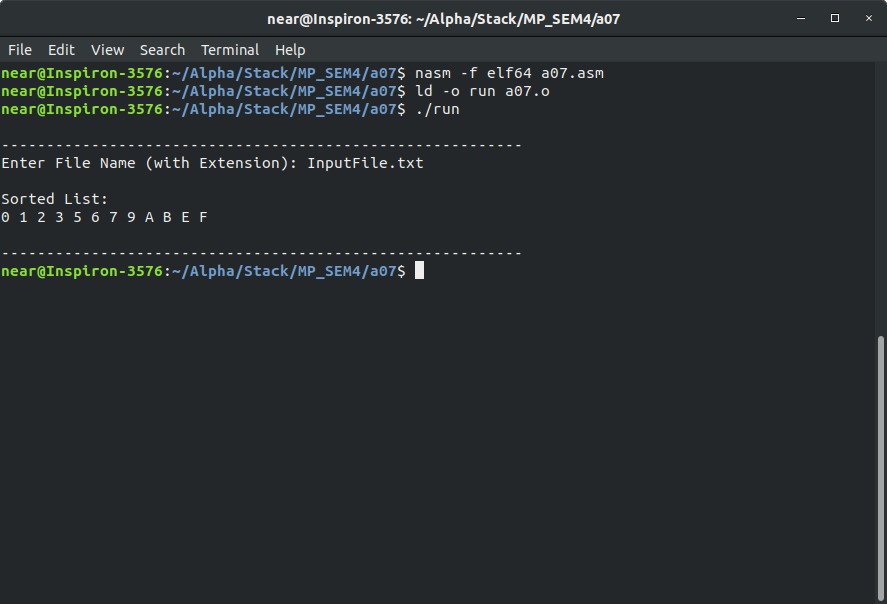 near@Inspiron-3576: ~/Alpha/Stack/MP_SEM4/a07
File Edit View Search Terminal Help
near@Inspiron-3576:~/Alpha/Stack/MP_SEM4/a07$ nasm -f elf64 a07.asm
near@Inspiron-3576:~/Alpha/Stack/MP_SEM4/a07$ ld -o run a07.o
near@Inspiron-3576:~/Alpha/Stack/MP_SEM4/a07$ ./run
----------------------------------------------------------
Enter File Name (with Extension): InputFile.txt
Sorted List:
0 1 2 3 5 6 7 9 A B E F
----------------------------------------------------------
near@Inspiron-3576:~/Alpha/Stack/MP_SEM4/a07$